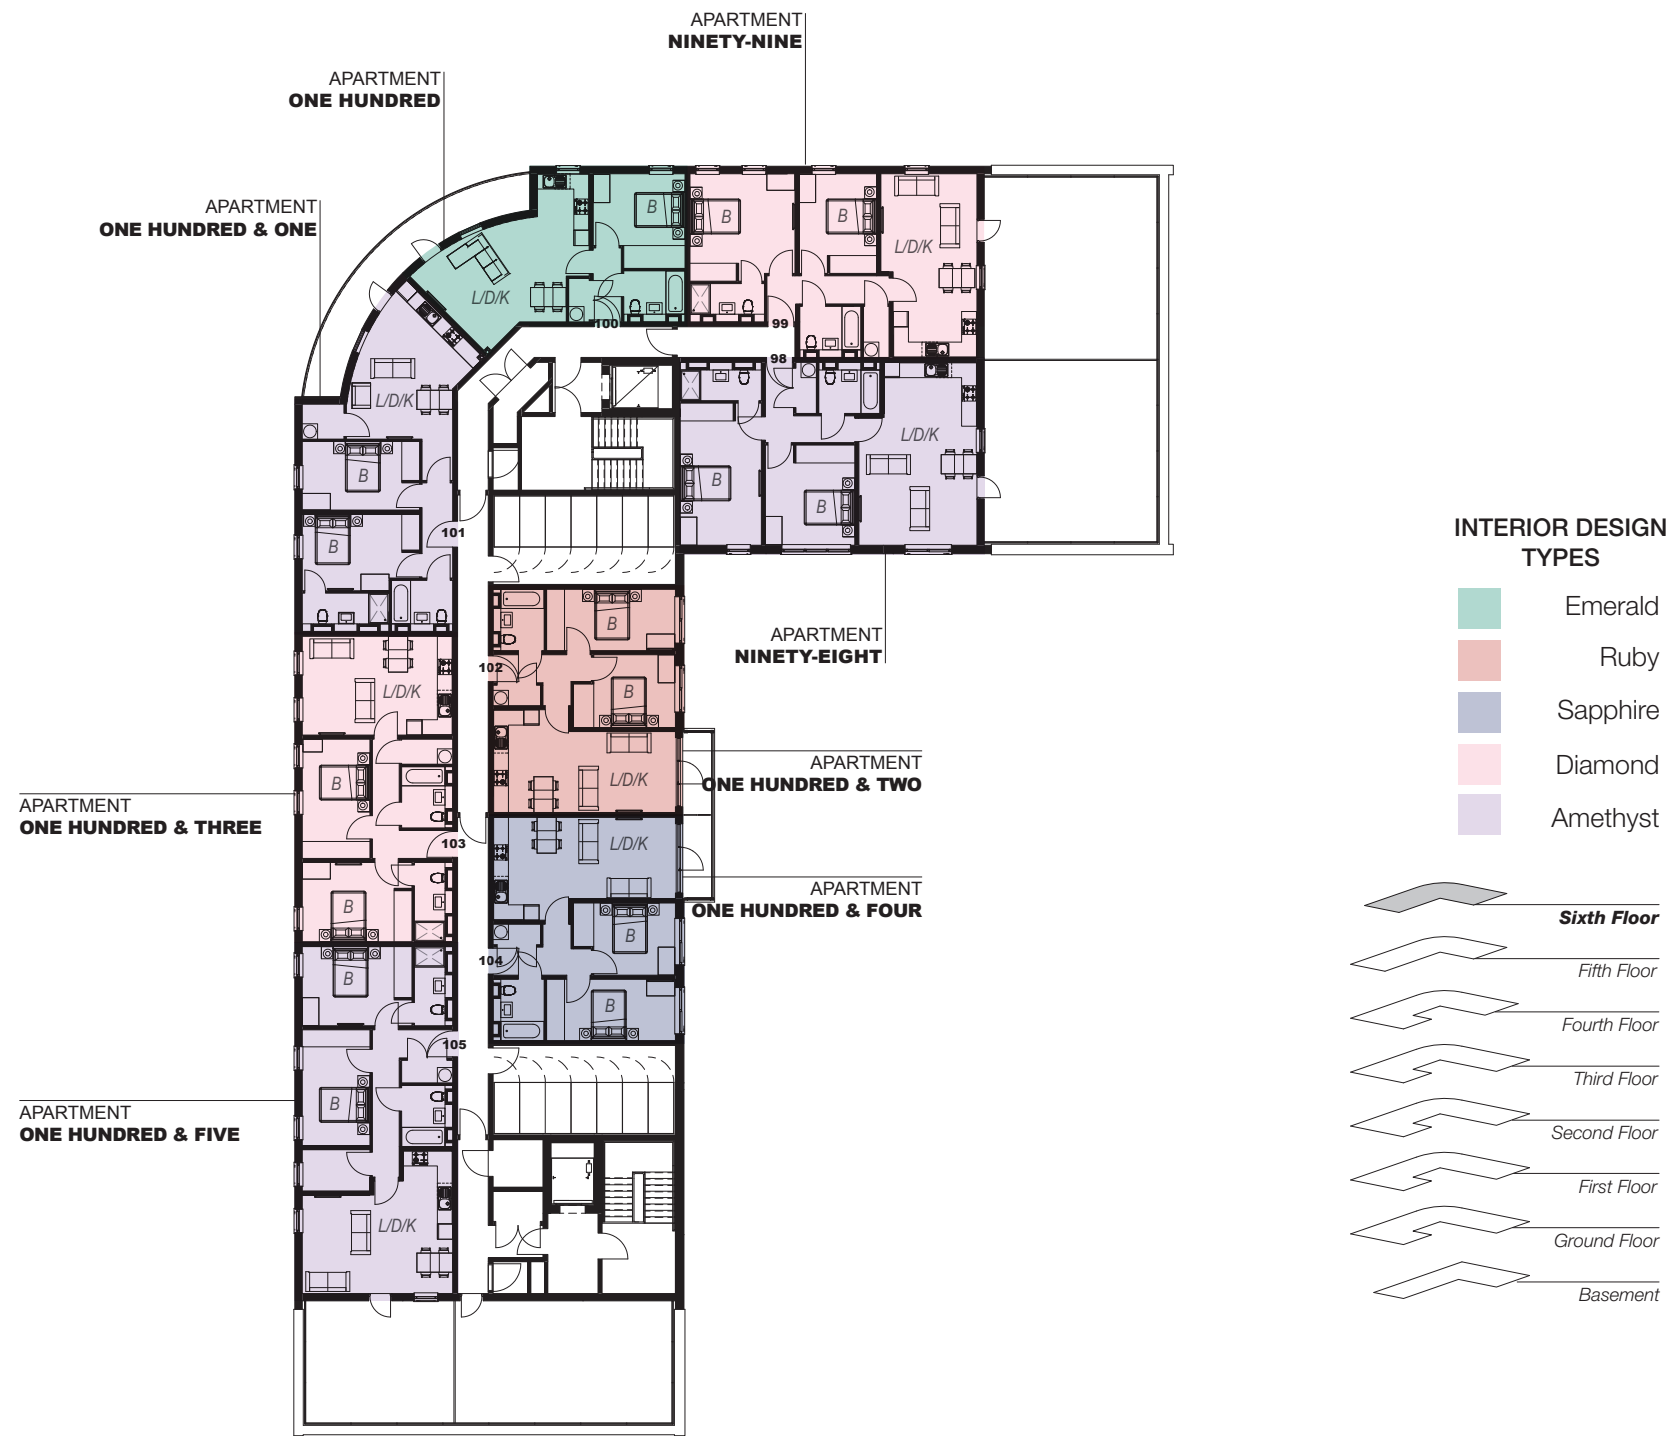 APARTMENT
NINETY-NINE
APARTMENT
ONE HUNDRED
APARTMENT
ONE HUNDRED & ONE
B
B
B
L/D/K
L/D/K
100
99
98
L/D/K
L/D/K
B
B
B
101
B
INTERIOR DESIGN
TYPES
Emerald
Ruby
Sapphire
Diamond
Amethyst
B
APARTMENT
NINETY-EIGHT
102
L/D/K
B
B
L/D/K
APARTMENT
ONE HUNDRED & TWO
APARTMENT
ONE HUNDRED & THREE
103
L/D/K
APARTMENT
ONE HUNDRED & FOUR
B
B
104
B
B
105
B
APARTMENT
ONE HUNDRED & FIVE
L/D/K
Sixth Floor
Fifth Floor
Fourth Floor
Third Floor
Second Floor
First Floor
Ground Floor
Basement